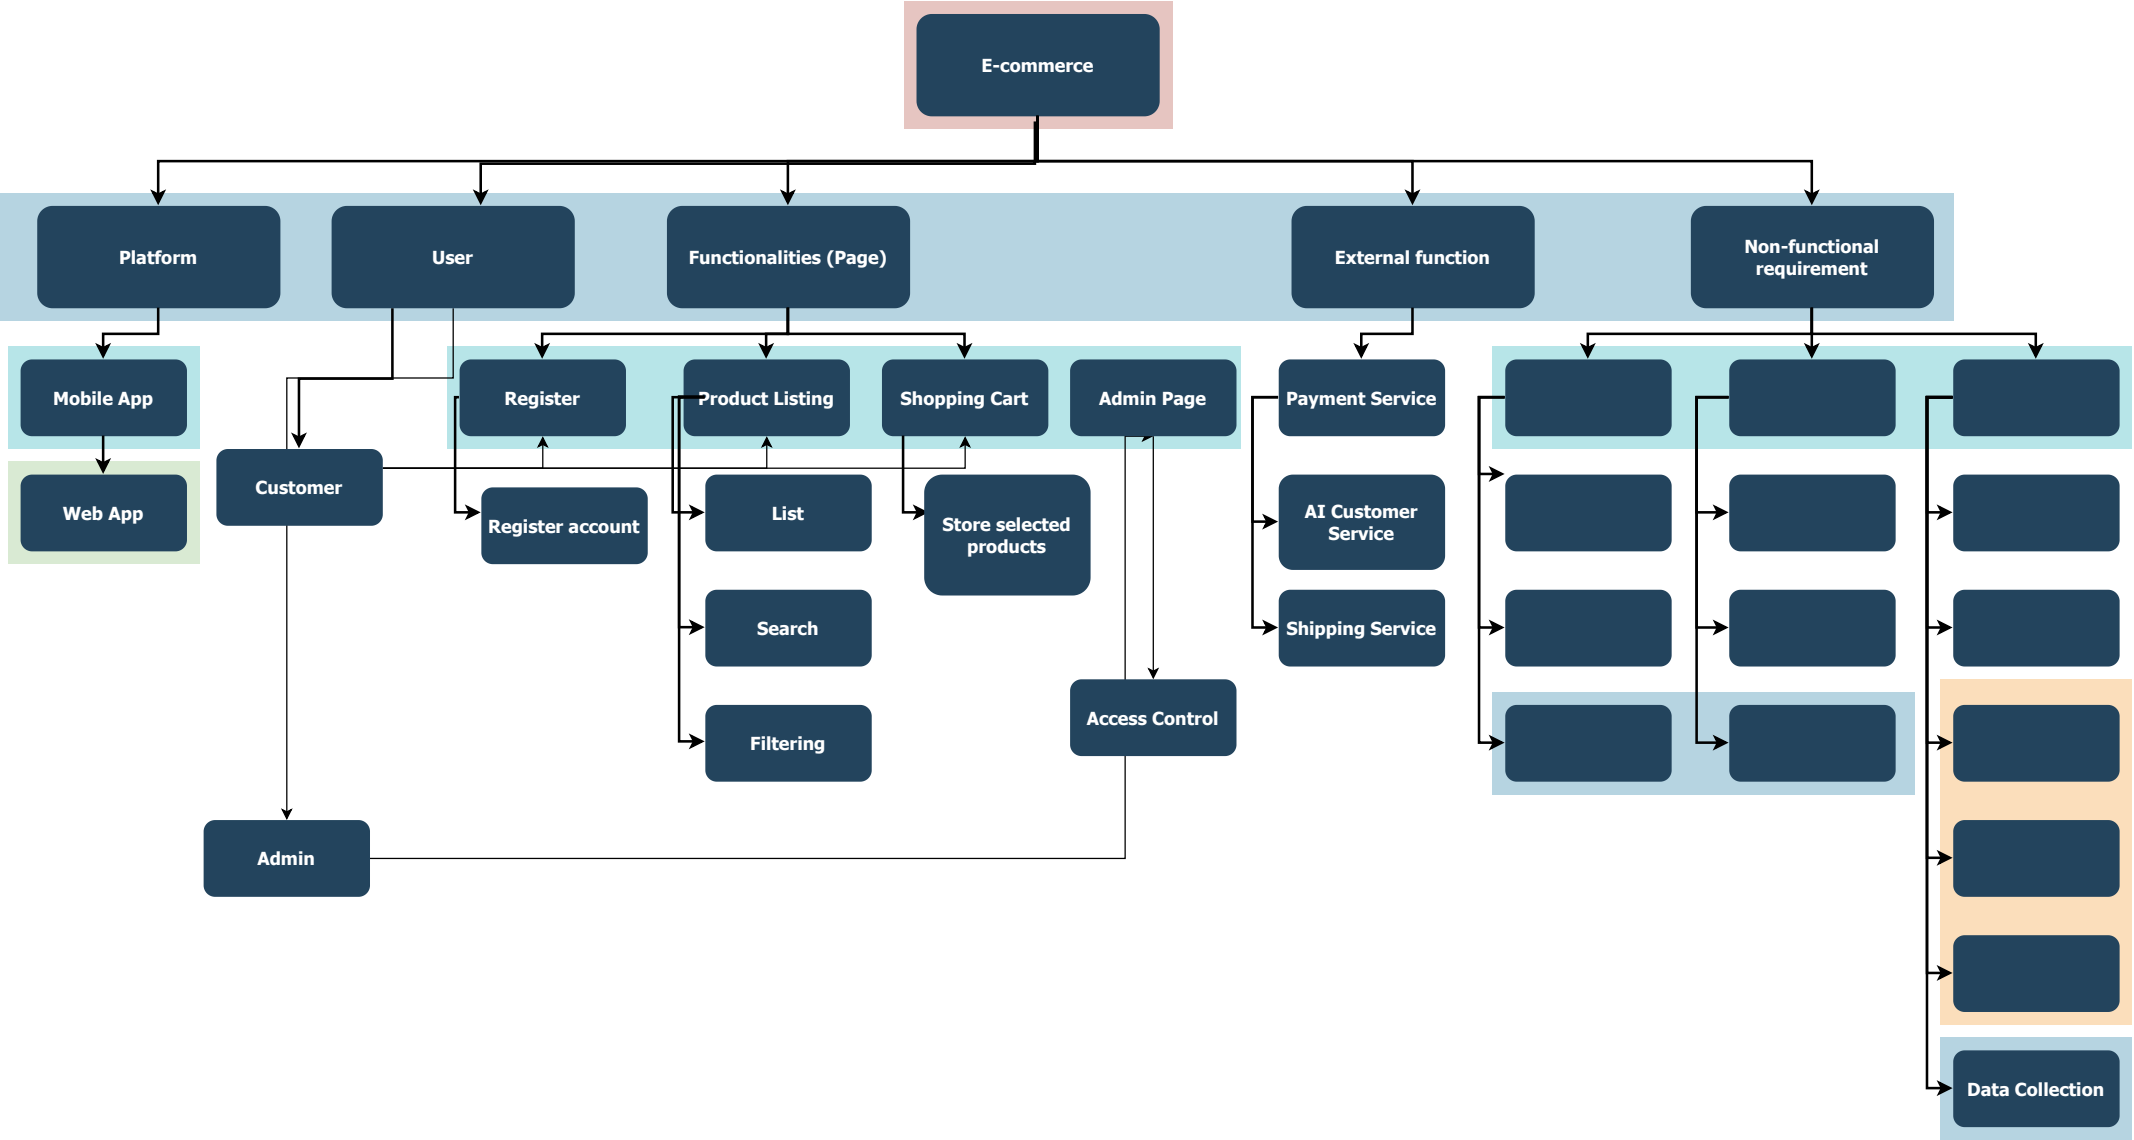 E-commerce
Platform
User
Functionalities (Page)
External function
Non-functional
requirement
Mobile App
Register
Product Listing
Shopping Cart
Admin Page
Payment Service
Customer
Web App
Register account
List
Store selected
products
AI Customer
Service
Search
Shipping Service
Access Control
Filtering
Admin
Data Collection